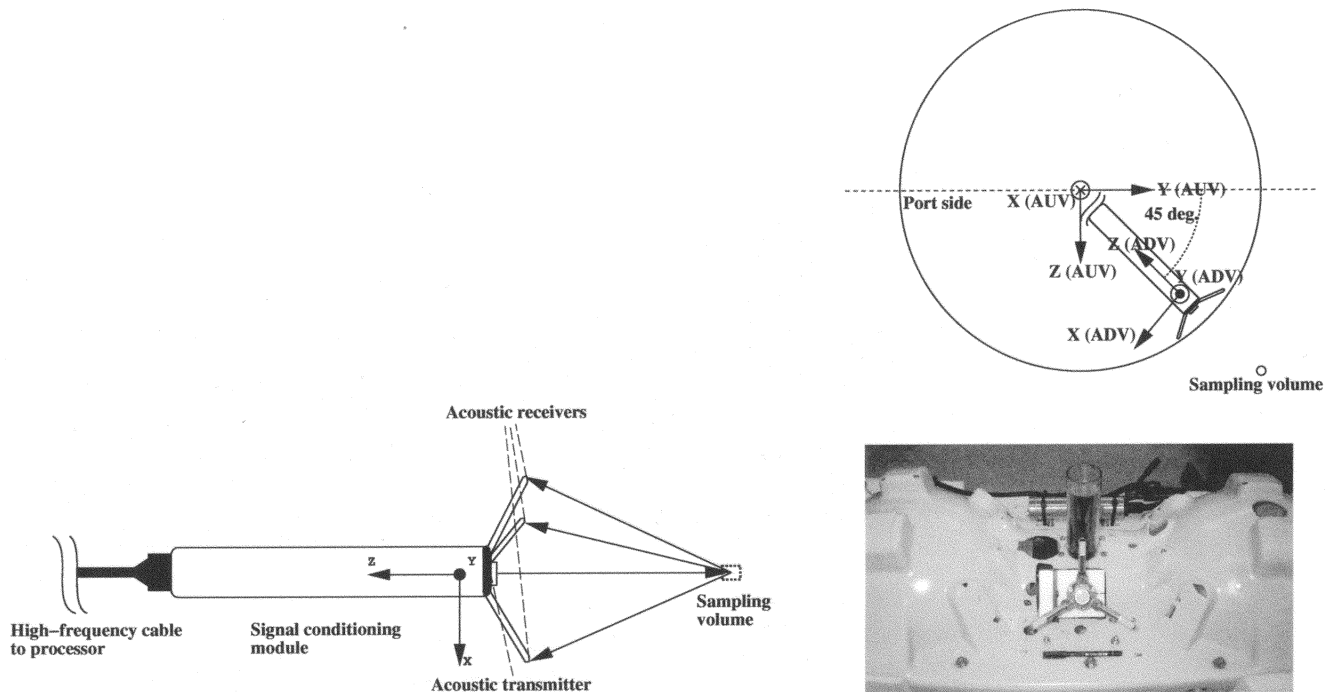 Acoustic receivers
Z
Y
X
Sampling
volume
High-frequency cable
to processor
Signal conditioning
module
Acoustic transmitter
Port side
X (AUV)
Y (AUV)
45 deg.
Z (AUV)
Z (ADV)
Y (ADV)
X (ADV)
Sampling volume